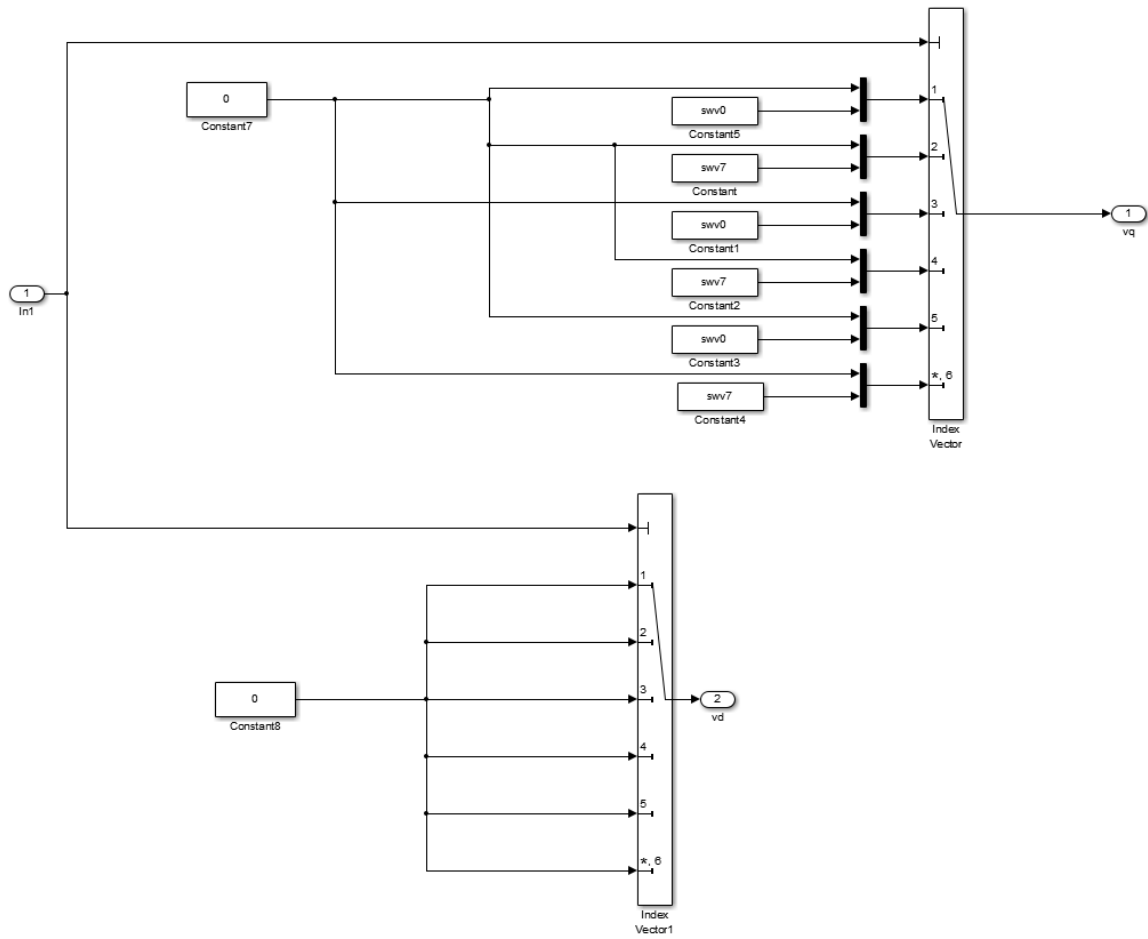 0
Constant7
swv0
Constant5
swv7
Constant
swv0
Constant1
swv7
Constant2
swv0
Constant3
swv7
Constant4
1
2
3
4
5
*, 6
Index
Vector
1
vq
1
In1
0
Constant8
1
2
3
4
5
*, 6
Index
Vector1
2
vd